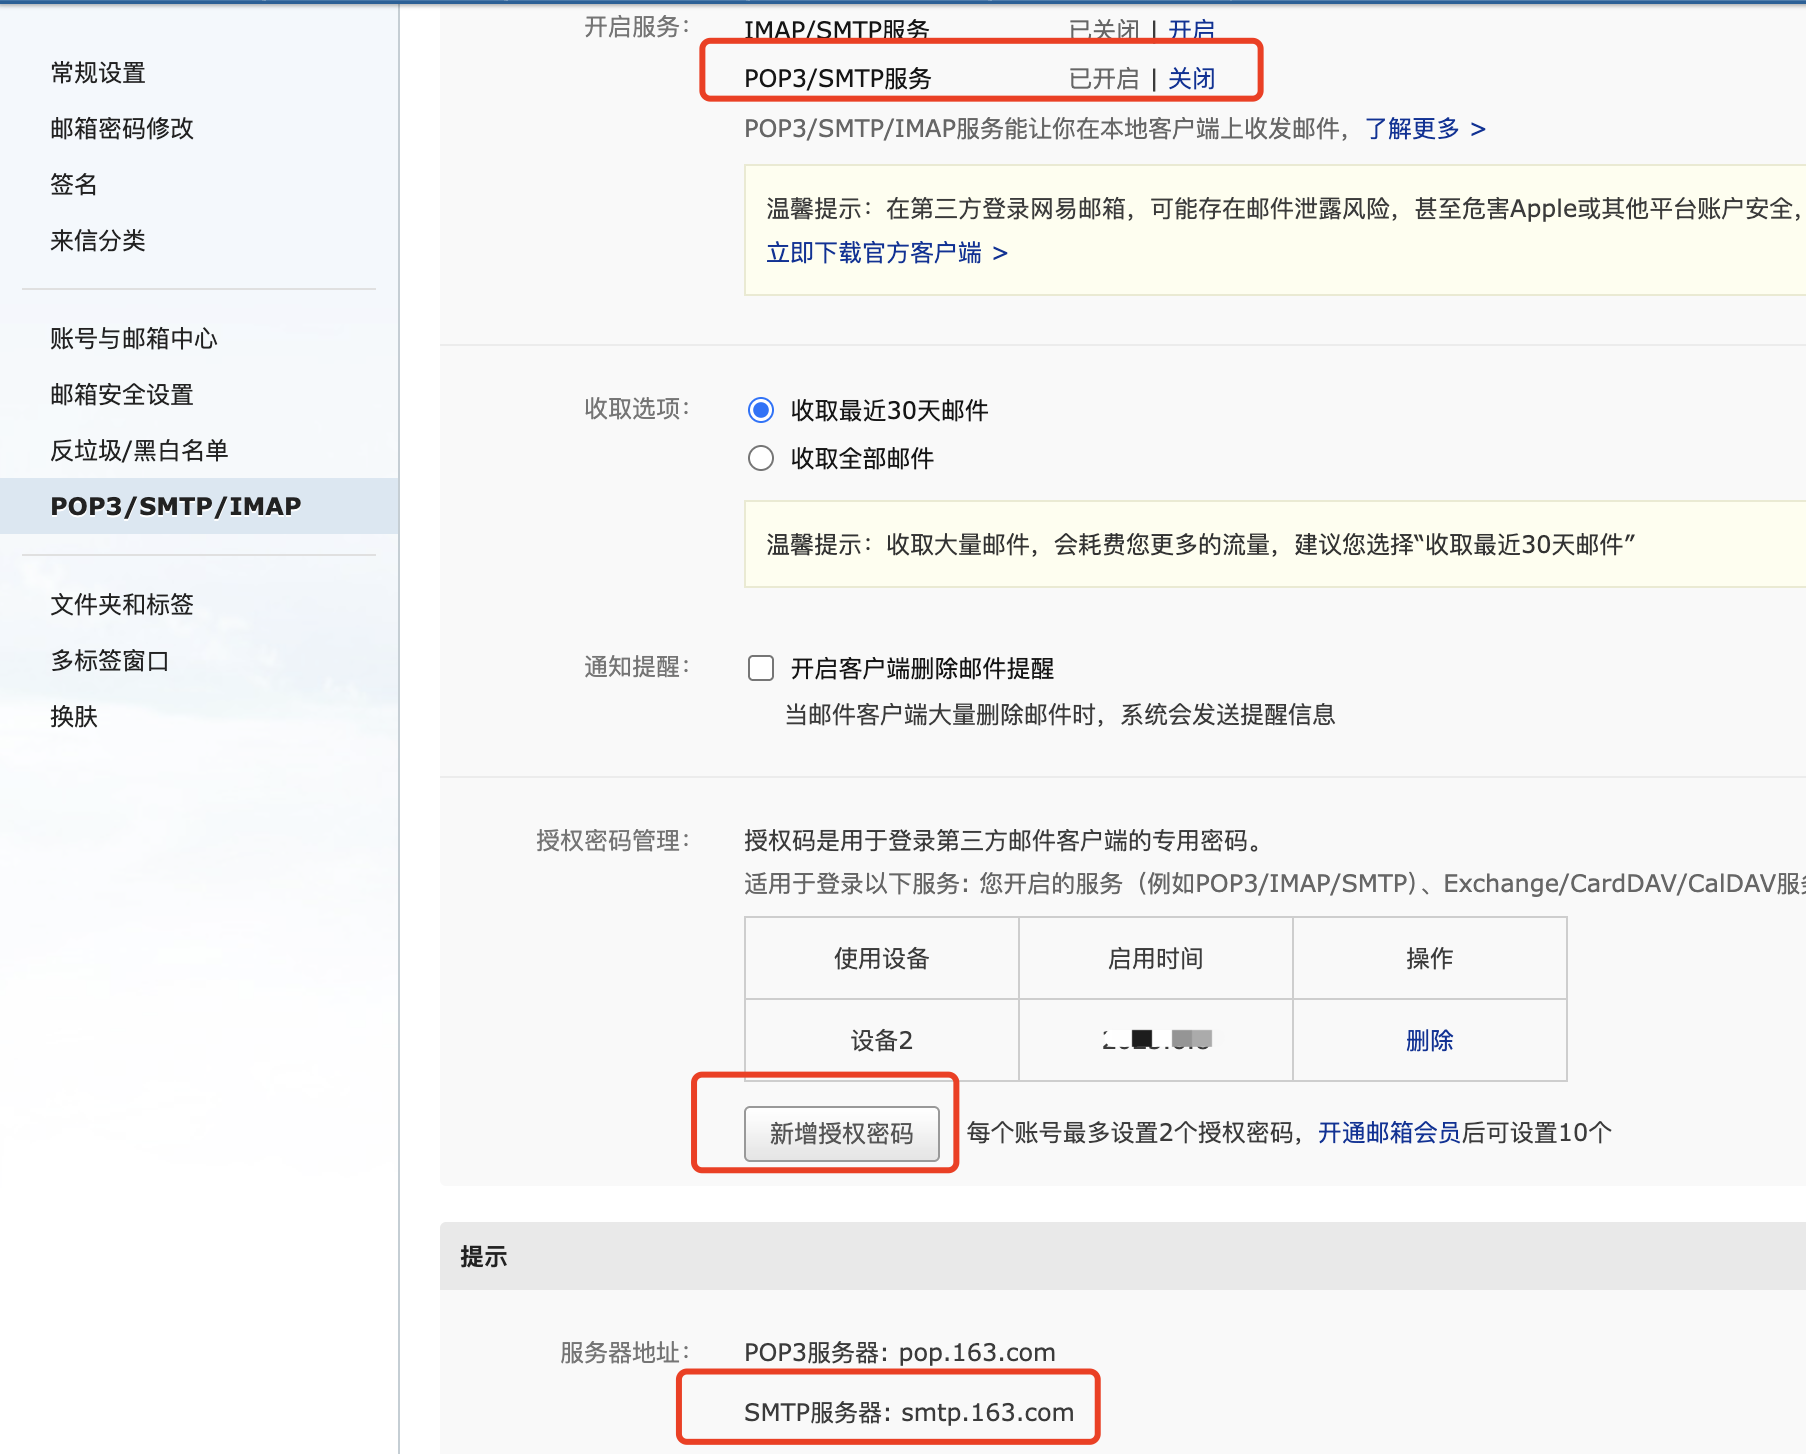 常规设置
邮箱密码修改
签名
来信分类
账号与邮箱中心
邮箱安全设置
反垃圾/黑白名单
POP3/SMTP/IMAP
文件夹和标签
多标签窗口
换肤
开启服务：
IMAP/SMTP服务 已关闭 | 开启
POP3/SMTP服务 已开启 | 关闭
POP3/SMTP/IMAP服务能让你在本地客户端上收发邮件，了解更多 >
温馨提示：在第三方登录网易邮箱，可能存在邮件泄露风险，甚至危害Apple或其他平台账户安全，
立即下载官方客户端 >
收取选项：
收取最近30天邮件
收取全部邮件
温馨提示：收取大量邮件，会耗费您更多的流量，建议您选择“收取最近30天邮件”
通知提醒：
开启客户端删除邮件提醒
当邮件客户端大量删除邮件时，系统会发送提醒信息
授权密码管理：
授权码是用于登录第三方邮件客户端的专用密码。
适用于登录以下服务: 您开启的服务（例如POP3/IMAP/SMTP）、Exchange/CardDAV/CalDAV服
使用设备 启用时间 操作
设备2 删除
新增授权密码 每个账号最多设置2个授权密码，开通邮箱会员后可设置10个
提示
服务器地址：
POP3服务器: pop.163.com
SMTP服务器: smtp.163.com